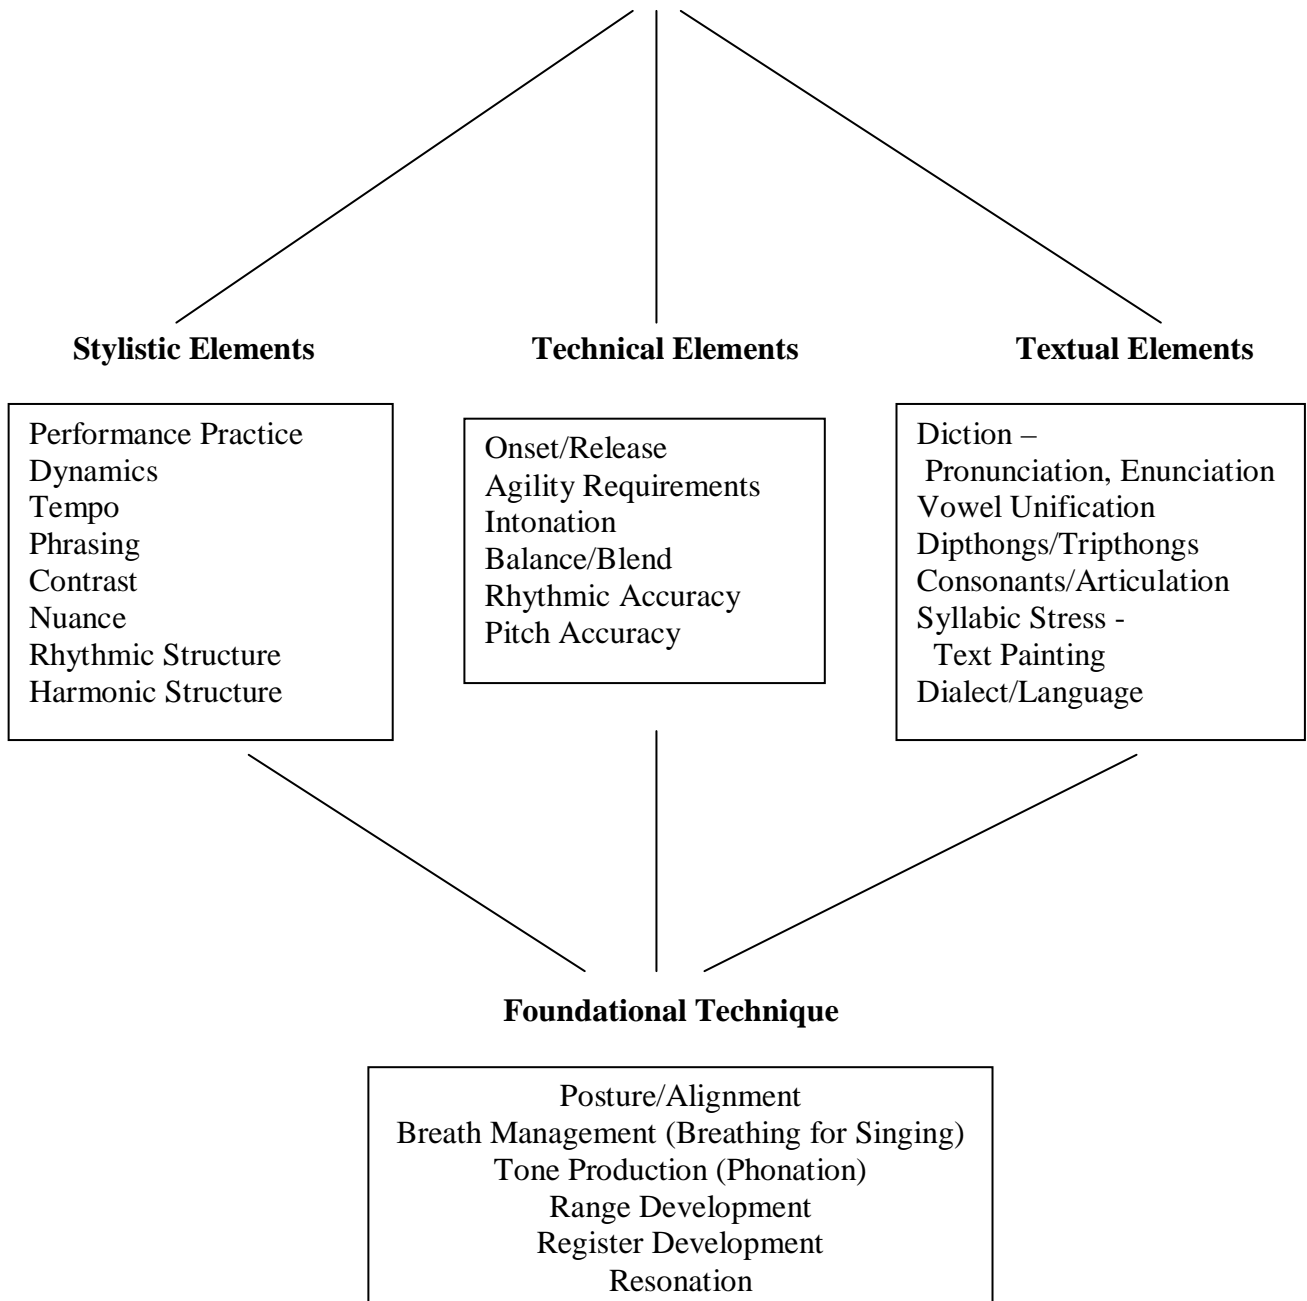 Stylistic Elements
Performance Practice
Dynamics
Tempo
Phrasing
Contrast
Nuance
Rhythmic Structure
Harmonic Structure
Technical Elements
Onset/Release
Agility Requirements
Intonation
Balance/Blend
Rhythmic Accuracy
Pitch Accuracy
Textual Elements
Diction –
Pronunciation, Enunciation
Vowel Unification
Dipthongs/Tripthongs
Consonants/Articulation
Syllabic Stress -
Text Painting
Dialect/Language
Foundational Technique
Posture/Alignment
Breath Management (Breathing for Singing)
Tone Production (Phonation)
Range Development
Register Development
Resonation